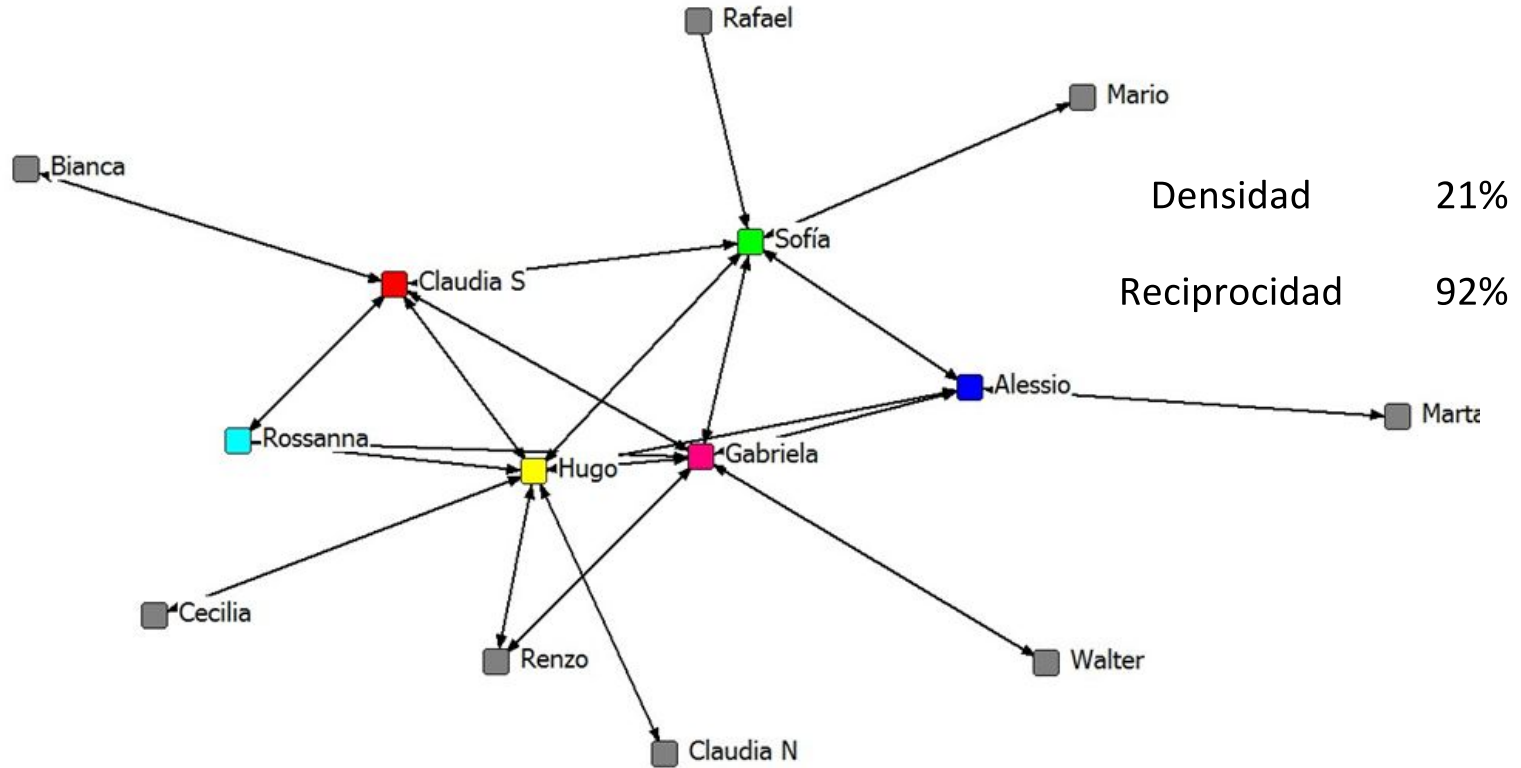 Rafael
Mario
Bianca
Densidad 21%
Sofía
Claudia S
Reciprocidad 92%
Alessio
Marta
Rossanna
Gabriela
Hugo
Cecilia
Renzo
Walter
Claudia N